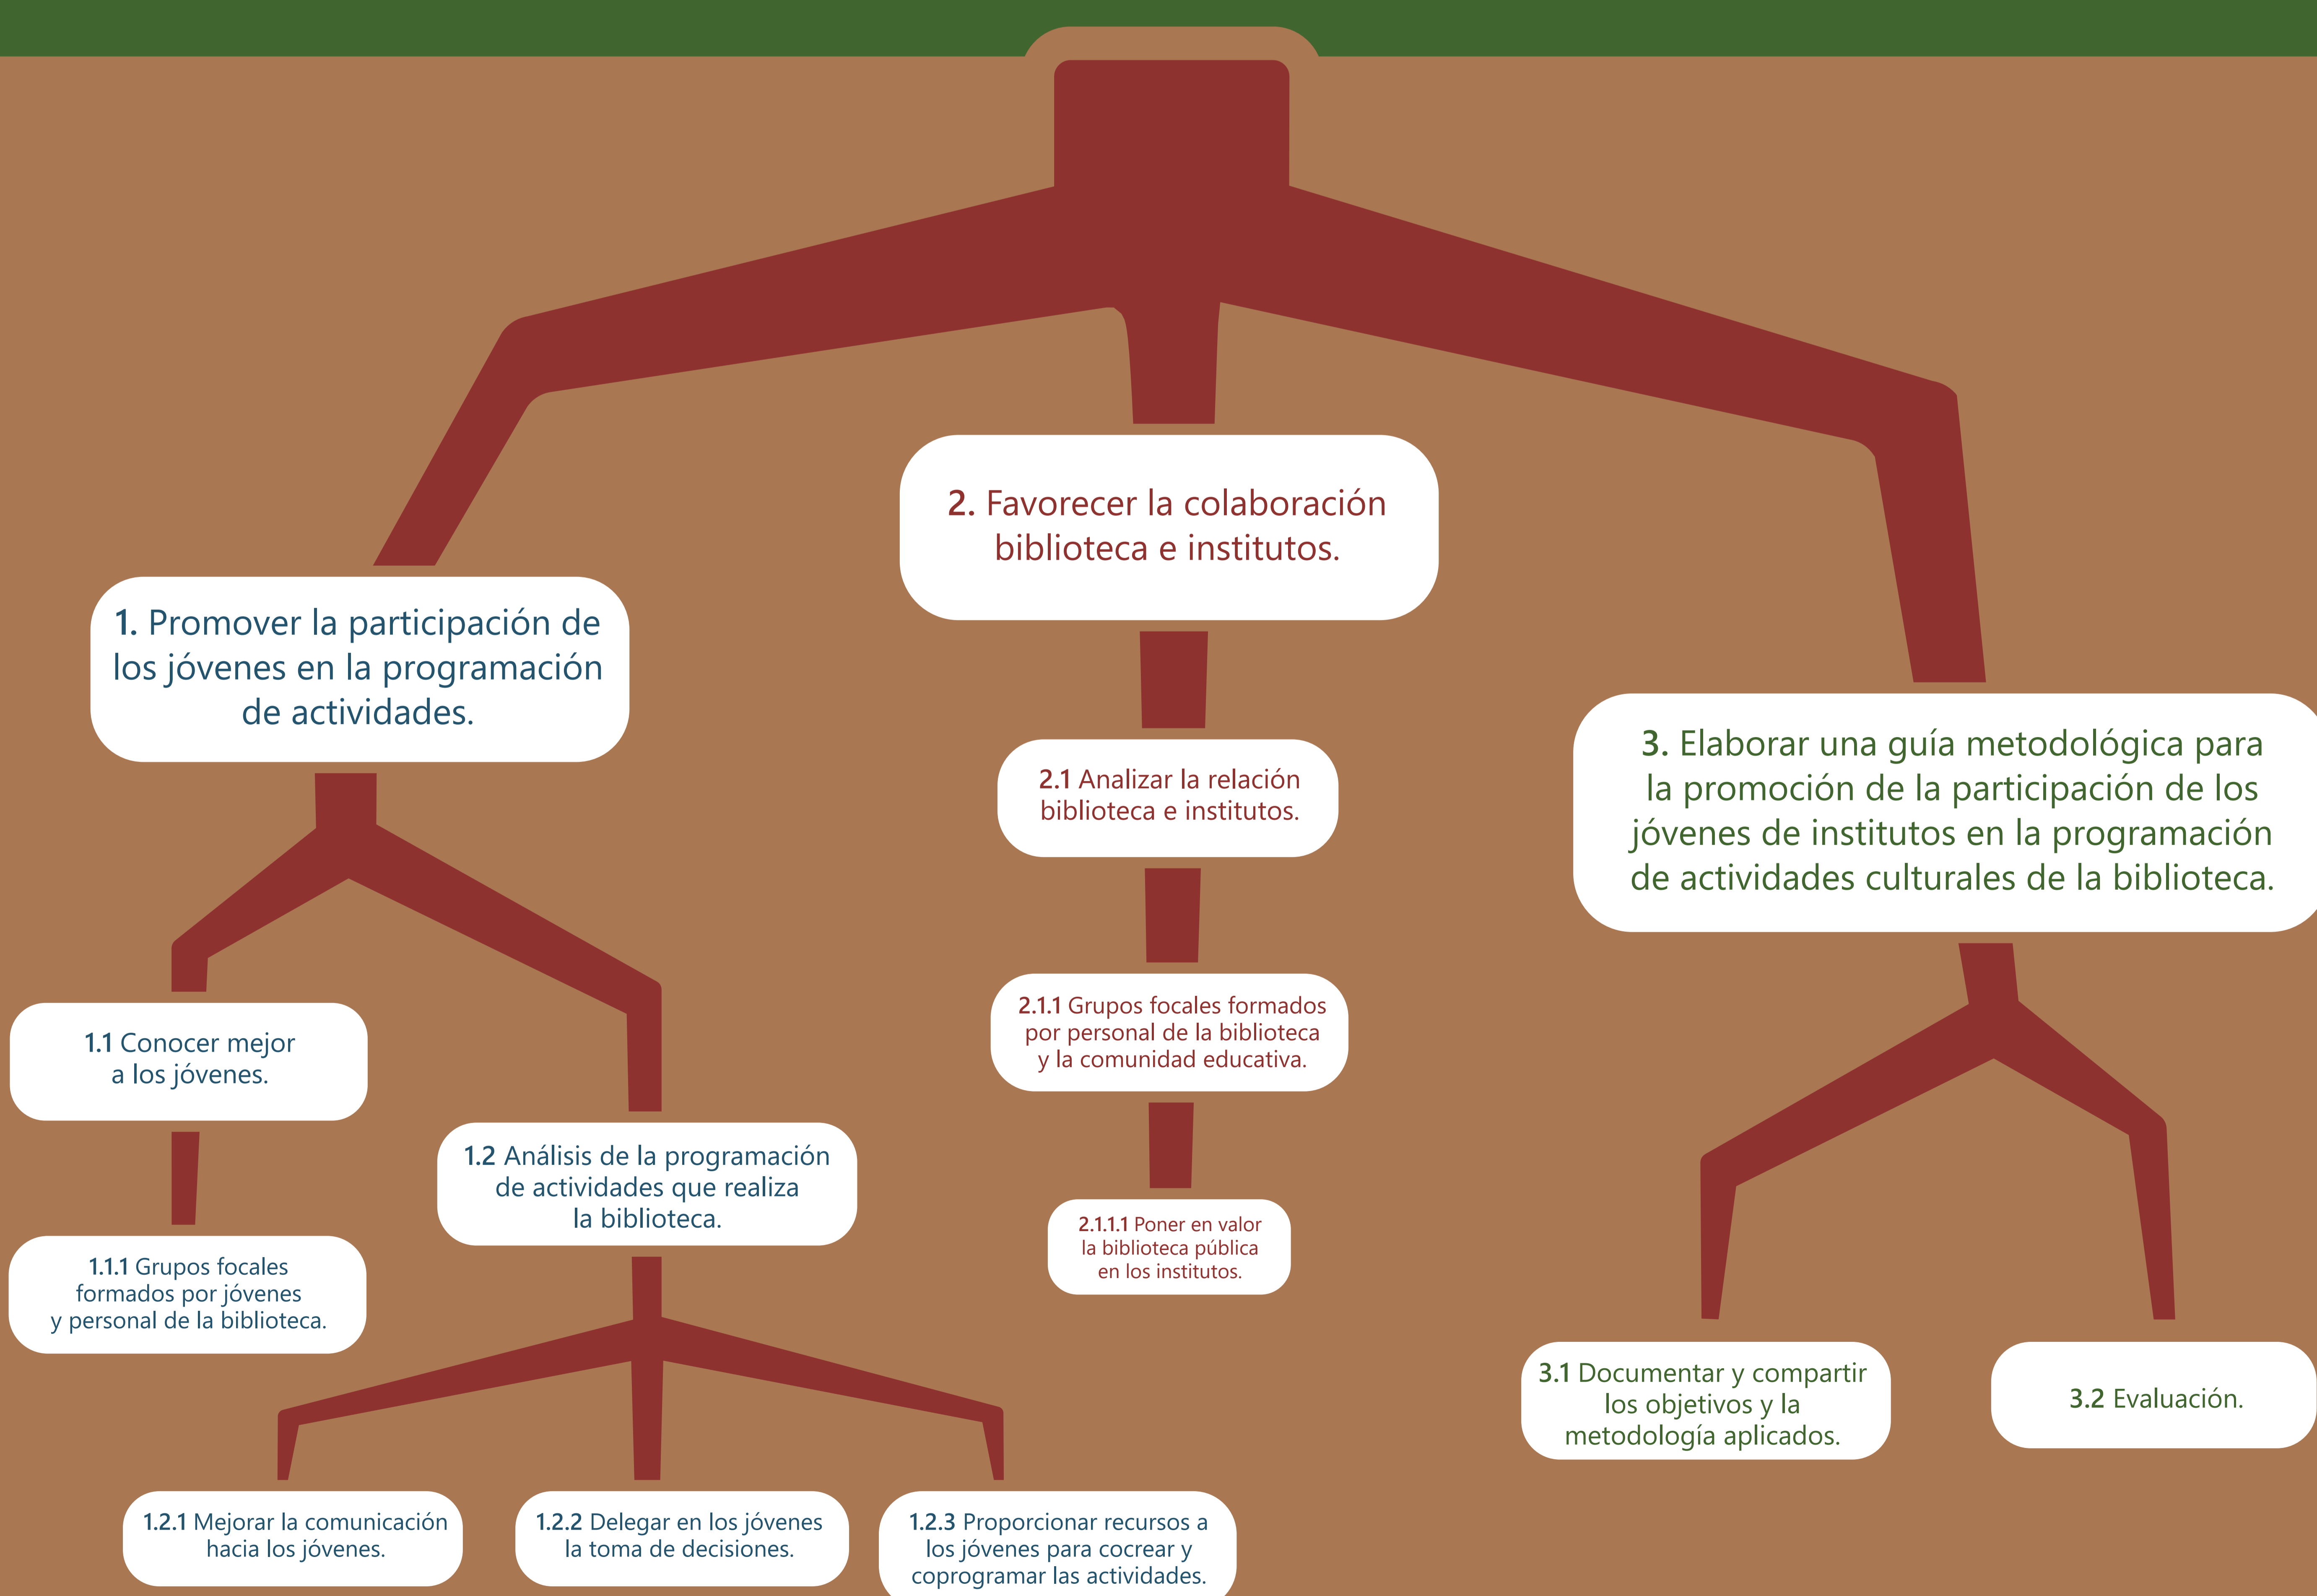 1. Promover la participación de
los jóvenes en la programación
de actividades.
1.1 Conocer mejor
a los jóvenes.
1.1.1 Grupos focales
formados por jóvenes
y personal de la biblioteca.
1.2 Análisis de la programación
de actividades que realiza
la biblioteca.
1.2.1 Mejorar la comunicación
hacia los jóvenes.
1.2.2 Delegar en los jóvenes
la toma de decisiones.
1.2.3 Proporcionar recursos a
los jóvenes para cocrear y
coprogramar las actividades.
2. Favorecer la colaboración
biblioteca e institutos.
2.1 Analizar la relación
biblioteca e institutos.
2.1.1 Grupos focales formados
por personal de la biblioteca
y la comunidad educativa.
2.1.1.1 Poner en valor
la biblioteca pública
en los institutos.
3. Elaborar una guía metodológica para
la promoción de la participación de los
jóvenes de institutos en la programación
de actividades culturales de la biblioteca.
3.1 Documentar y compartir
los objetivos y la
metodología aplicados.
3.2 Evaluación.